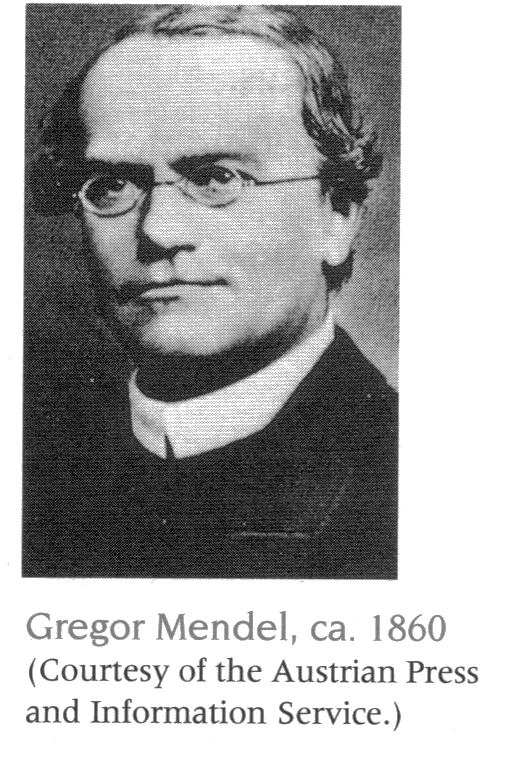 Gregor Mendel, ca. 1860
(Courtesy of the Austrian Press
and Information Service.)